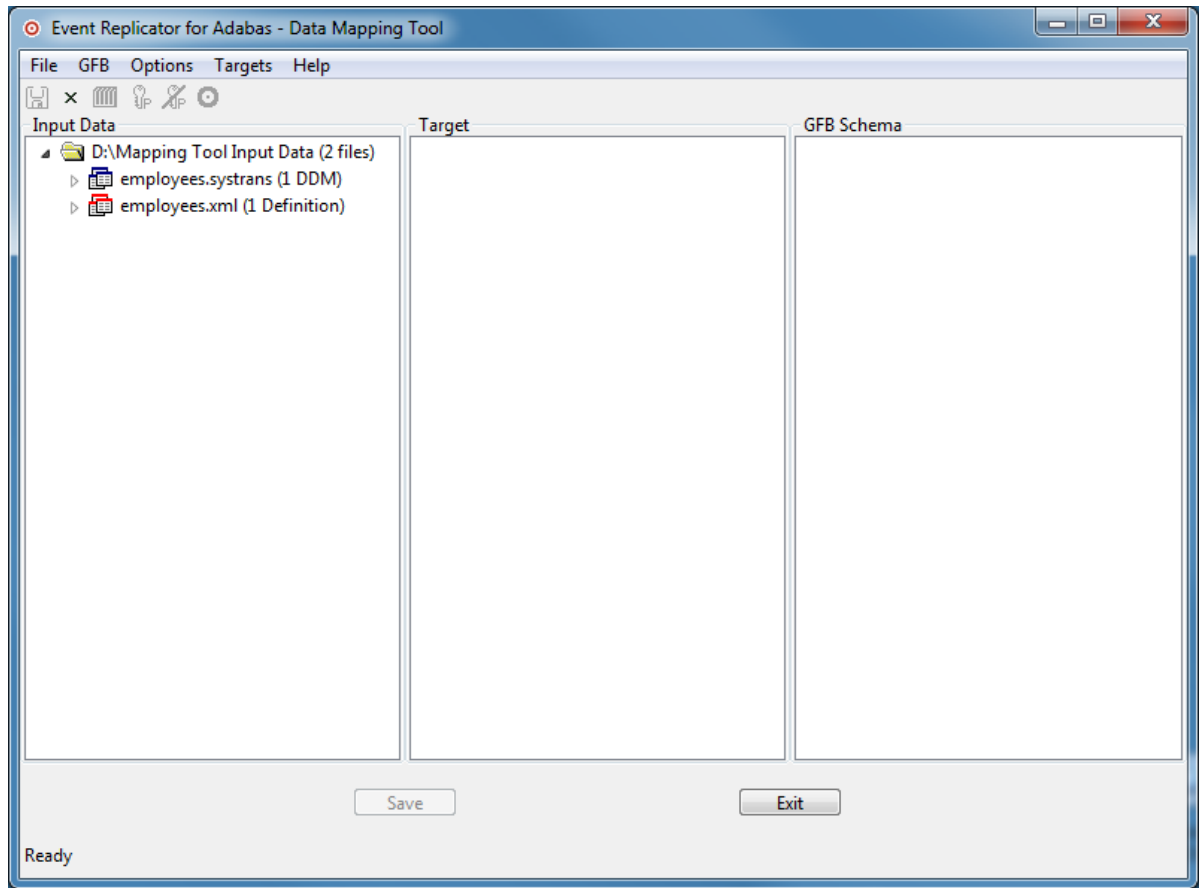 Event Replicator for Adabas - Data Mapping Tool
File GFB Options Targets Help
Input Data Target GFB Schema
D:\Mapping Tool Input Data (2 files)
employees.systrans (1 DDM)
employees.xml (1 Definition)
Save Exit
Ready